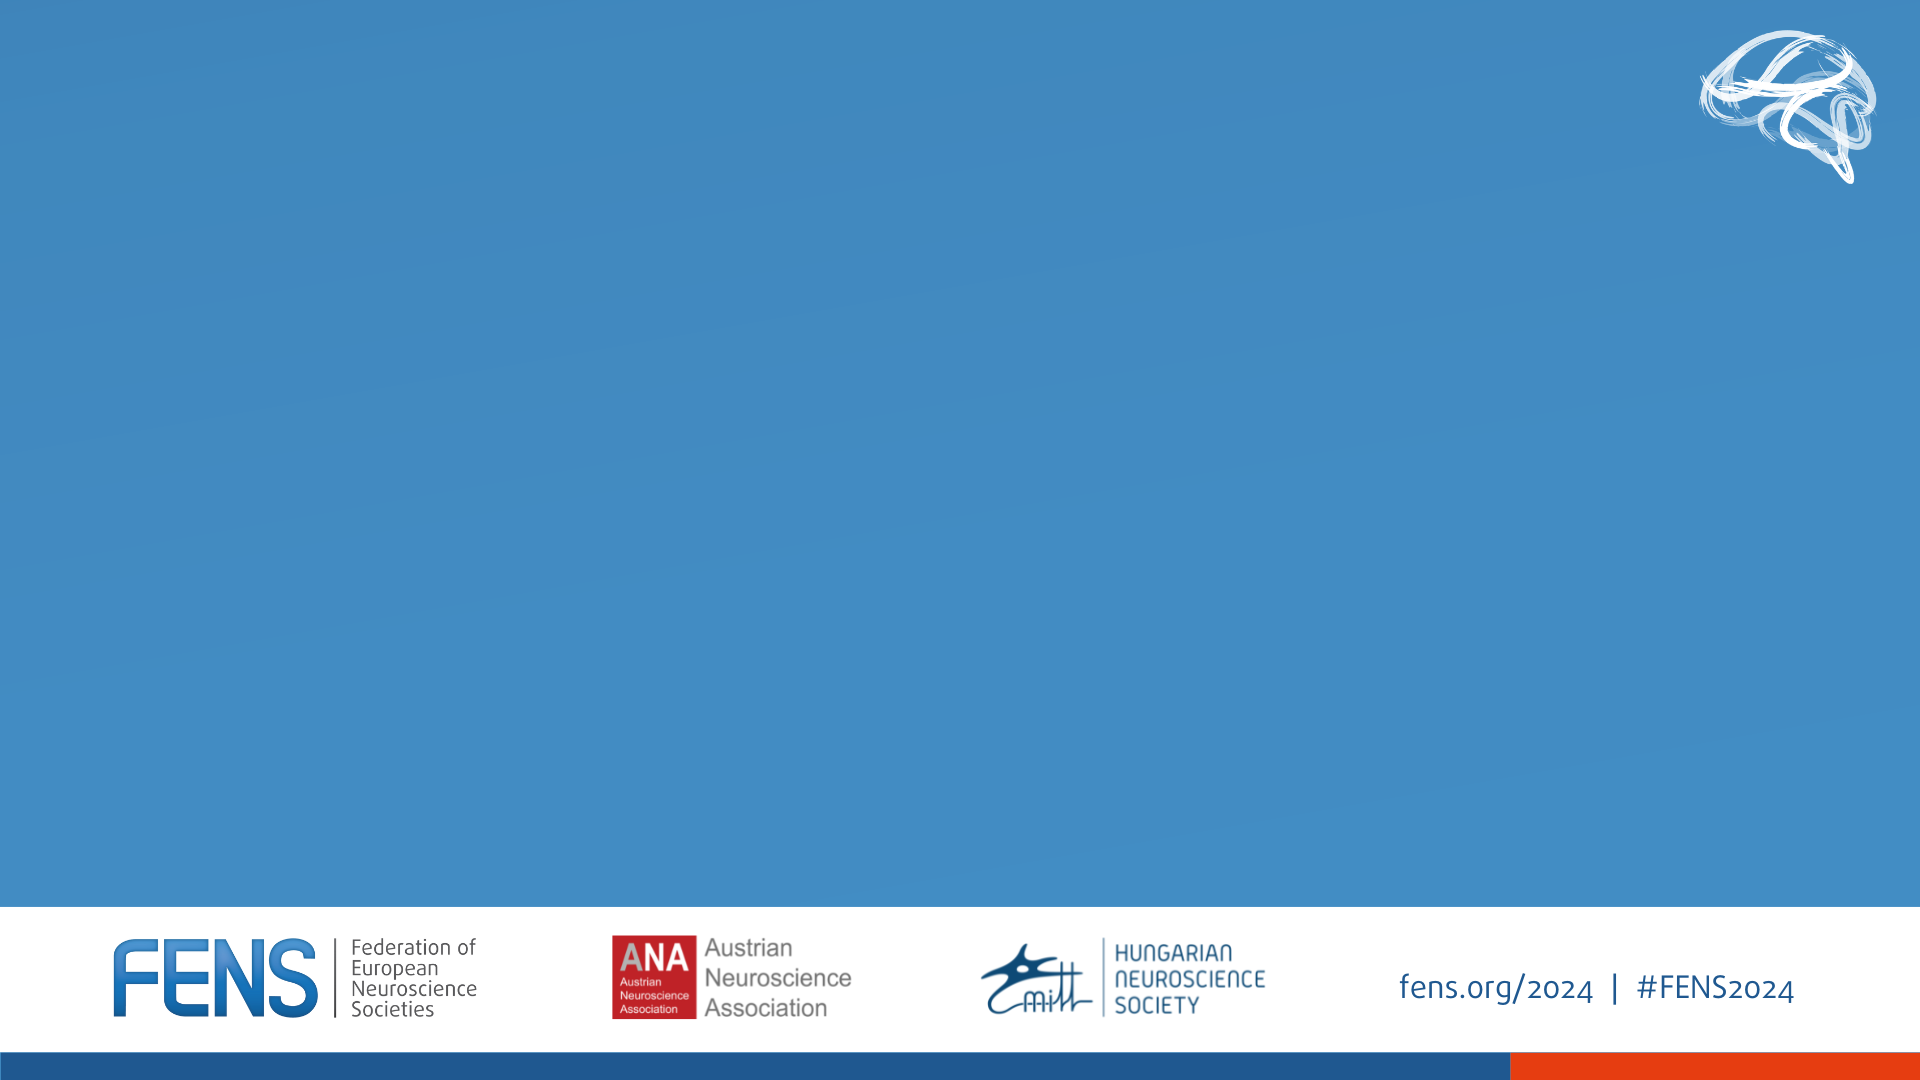 FENS
Federation of
European
Neuroscience
Societies
ANA
Austrian
Neuroscience
Association
Austrian
Neuroscience
Association
mitt
HUNGARIAN
NEUROSCIENCE
SOCIETY
fens.org/2024 | #FENS2024